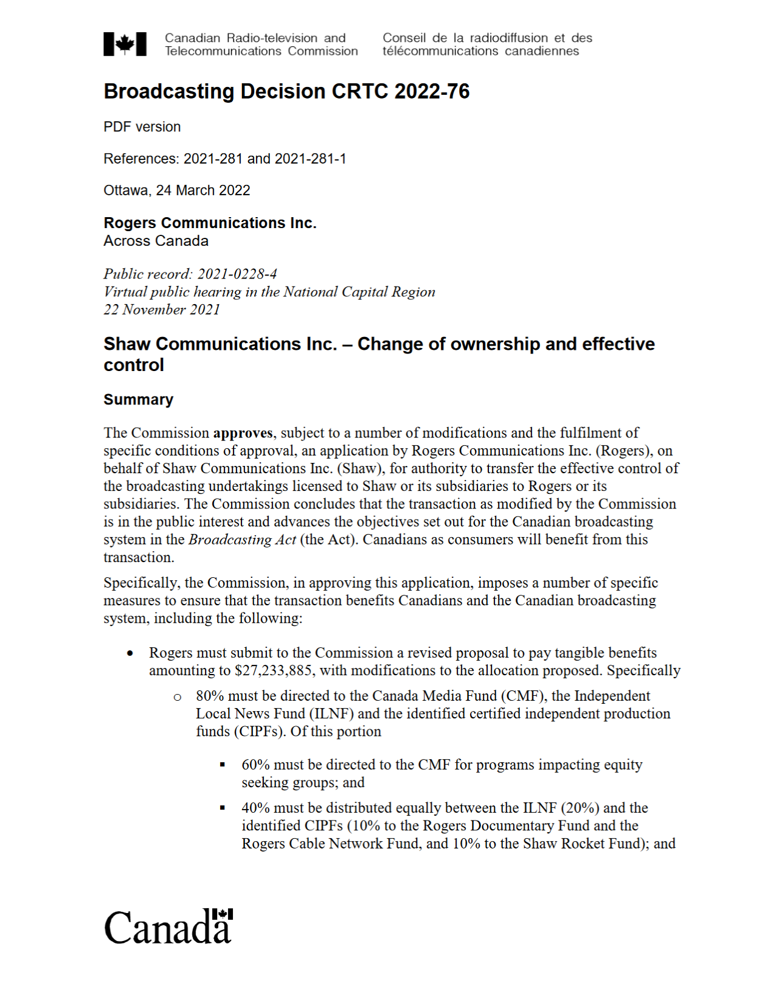 Canadian Radio-television and
Telecommunications Commission
Conseil de la radiodiffusion et des
télécommunications canadiennes
Broadcasting Decision CRTC 2022-76
PDF version
References: 2021-281 and 2021-281-1
Ottawa, 24 March 2022
Rogers Communications Inc.
Across Canada
Public record: 2021-0228-4
Virtual public hearing in the National Capital Region
22 November 2021
Shaw Communications Inc. – Change of ownership and effective
control
Summary
The Commission approves, subject to a number of modifications and the fulfilment of
specific conditions of approval, an application by Rogers Communications Inc. (Rogers), on
behalf of Shaw Communications Inc. (Shaw), for authority to transfer the effective control of
the broadcasting undertakings licensed to Shaw or its subsidiaries to Rogers or its
subsidiaries. The Commission concludes that the transaction as modified by the Commission
is in the public interest and advances the objectives set out for the Canadian broadcasting
system in the Broadcasting Act (the Act). Canadians as consumers will benefit from this
transaction.
Specifically, the Commission, in approving this application, imposes a number of specific
measures to ensure that the transaction benefits Canadians and the Canadian broadcasting
system, including the following:
• Rogers must submit to the Commission a revised proposal to pay tangible benefits
amounting to $27,233,885, with modifications to the allocation proposed. Specifically
o 80% must be directed to the Canada Media Fund (CMF), the Independent
Local News Fund (ILNF) and the identified certified independent production
funds (CIPFs). Of this portion
▪ 60% must be directed to the CMF for programs impacting equity
seeking groups; and
▪ 40% must be distributed equally between the ILNF (20%) and the
identified CIPFs (10% to the Rogers Documentary Fund and the
Rogers Cable Network Fund, and 10% to the Shaw Rocket Fund); and
Canada